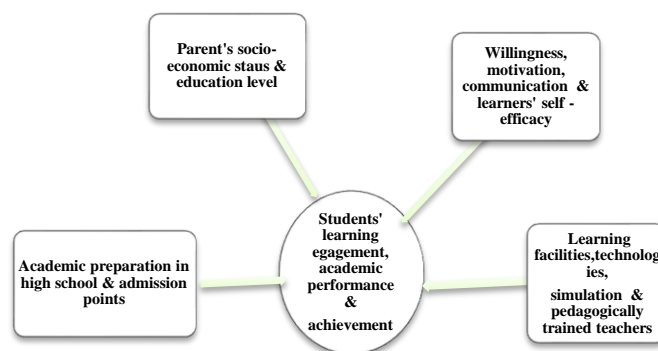 Parent's socio-
economic staus &
education level
Willingness,
motivation,
communication &
learners' self -
efficacy
Academic preparation in
high school & admission
points
Students'
learning
egagement,
academic
performance
&
achievement
Learning
facilities,technolog
ies,
simulation &
pedagogically
trained teachers